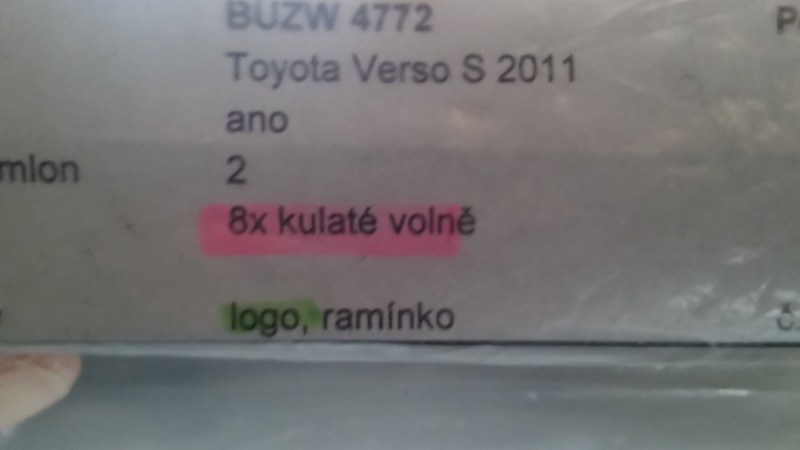 BUZW 4772
Toyota Verso S 2011
ano
mlon 2
8x kulaté volně
logo, ramínko